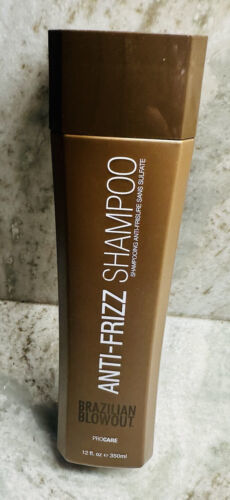 ANTI-FRIZZ SHAMPOO
SHAMPOOING ANTI-FRISURE SANS SULFATE
BRAZILIAN
BLOWOUT.
PROCARE
12 fl. oz ℮ 350ml